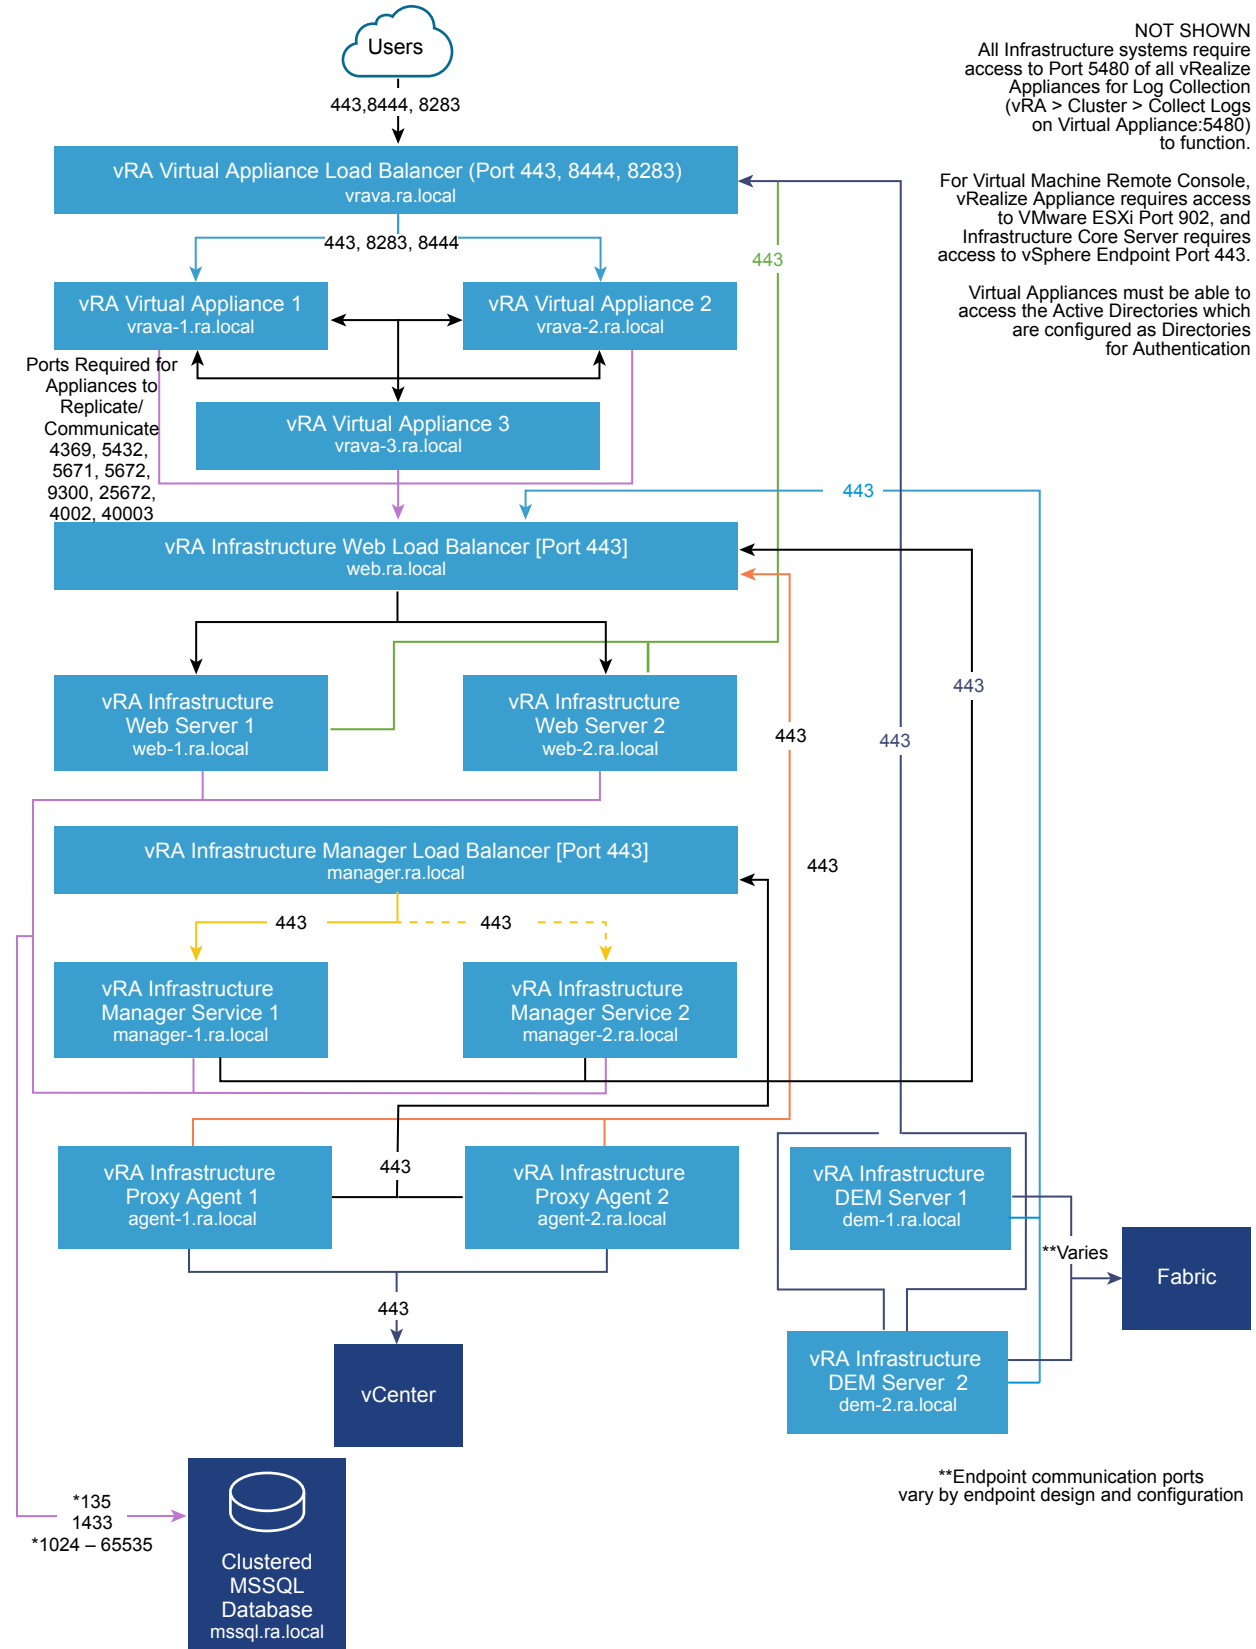 Users
443,8444, 8283
NOT SHOWN
All Infrastructure systems require
access to Port 5480 of all vRealize
Appliances for Log Collection
(vRA > Cluster > Collect Logs
on Virtual Appliance:5480)
to function.
For Virtual Machine Remote Console,
vRealize Appliance requires access
to VMware ESXi Port 902, and
Infrastructure Core Server requires
access to vSphere Endpoint Port 443.
Virtual Appliances must be able to
access the Active Directories which
are configured as Directories
for Authentication
vRA Virtual Appliance Load Balancer (Port 443, 8444, 8283)
vrava.ra.local
443, 8283, 8444
443
vRA Virtual Appliance 1
vrava-1.ra.local
vRA Virtual Appliance 2
vrava-2.ra.local
Ports Required for
Appliances to
Replicate/
Communicate
4369, 5432,
5671, 5672,
9300, 25672,
4002, 40003
vRA Virtual Appliance 3
vrava-3.ra.local
443
vRA Infrastructure Web Load Balancer [Port 443]
web.ra.local
vRA Infrastructure
Web Server 1
web-1.ra.local
vRA Infrastructure
Web Server 2
web-2.ra.local
443
443
443
vRA Infrastructure Manager Load Balancer [Port 443]
manager.ra.local
443
443
443
vRA Infrastructure
Manager Service 1
manager-1.ra.local
vRA Infrastructure
Manager Service 2
manager-2.ra.local
vRA Infrastructure
Proxy Agent 1
agent-1.ra.local
443
vRA Infrastructure
Proxy Agent 2
agent-2.ra.local
vRA Infrastructure
DEM Server 1
dem-1.ra.local
**Varies
Fabric
443
vCenter
vRA Infrastructure
DEM Server 2
dem-2.ra.local
**Endpoint communication ports
vary by endpoint design and configuration
*135
1433
*1024 – 65535
Clustered
MSSQL
Database
mssql.ra.local